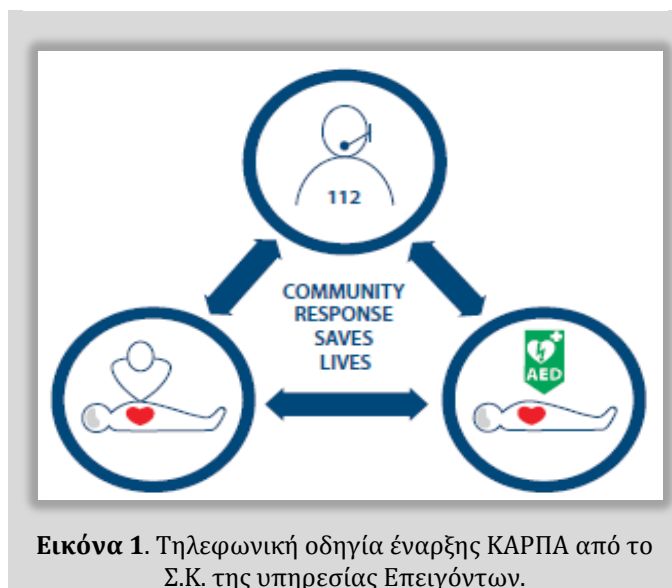 112
COMMUNITY
RESPONSE
SAVES
LIVES
AED
Εικόνα 1. Τηλεφωνική οδηγία έναρξης ΚΑΡΠΑ από το
Σ.Κ. της υπηρεσίας Επειγόντων.